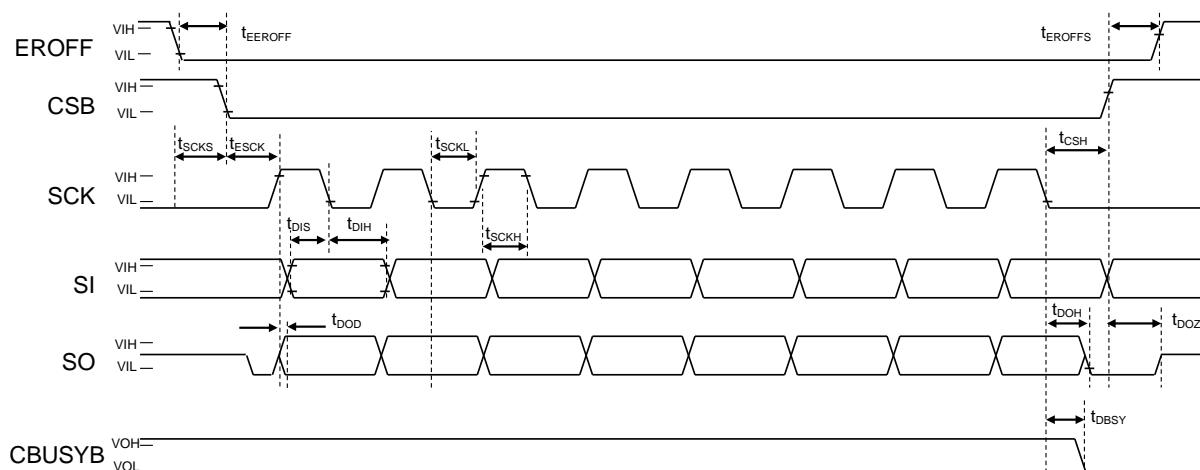 EROFF
VIH
VIL
tEEROFF
tEROFFS
CSB
VIH
VIL
tSCKS
tESCK
tSCKL
tCSH
SCK
VIH
VIL
tDIS
tDIH
tSCKH
SI
VIH
VIL
tDOD
tDOH
tDOZ
SO
VIH
VIL
tDBSY
CBUSYB
VOH
VOL